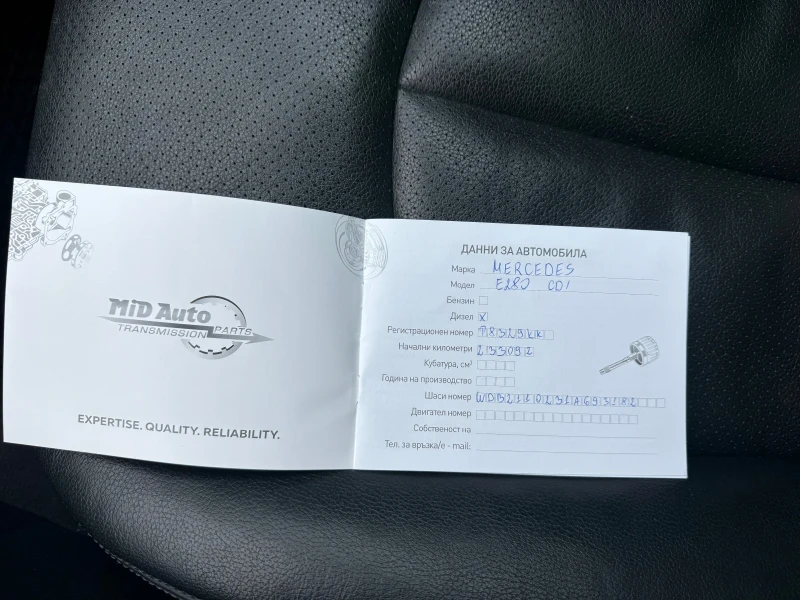 MiD Auto
TRANSMISSION PARTS
EXPERTISE. QUALITY. RELIABILITY.
ДАННИ ЗА АВТОМОБИЛА
Марка MERCEDES
Модел E280 CDI
Бензин
Дизел X
Регистрационен номер
Начални километри 233092
Кубатура, см³
Година на производство
Шаси номер
Двигател номер
Собственост на
Тел. за връзка/e - mail: